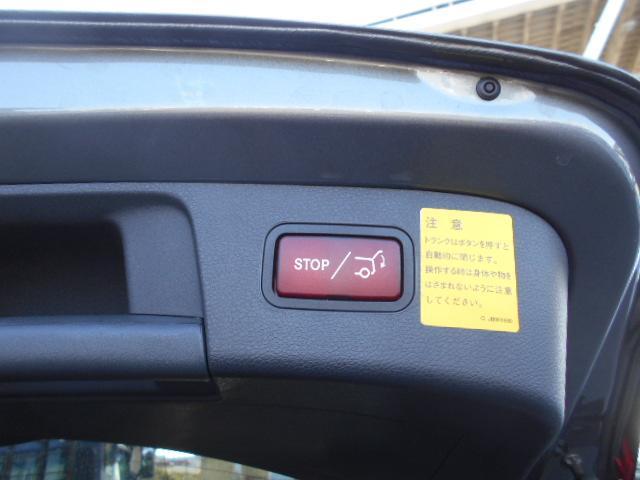 STOP/
注 意
トランクはボタンを押すと
自動的に閉じます。
操作する時は身体や物を
はさまれないように注意
してください。